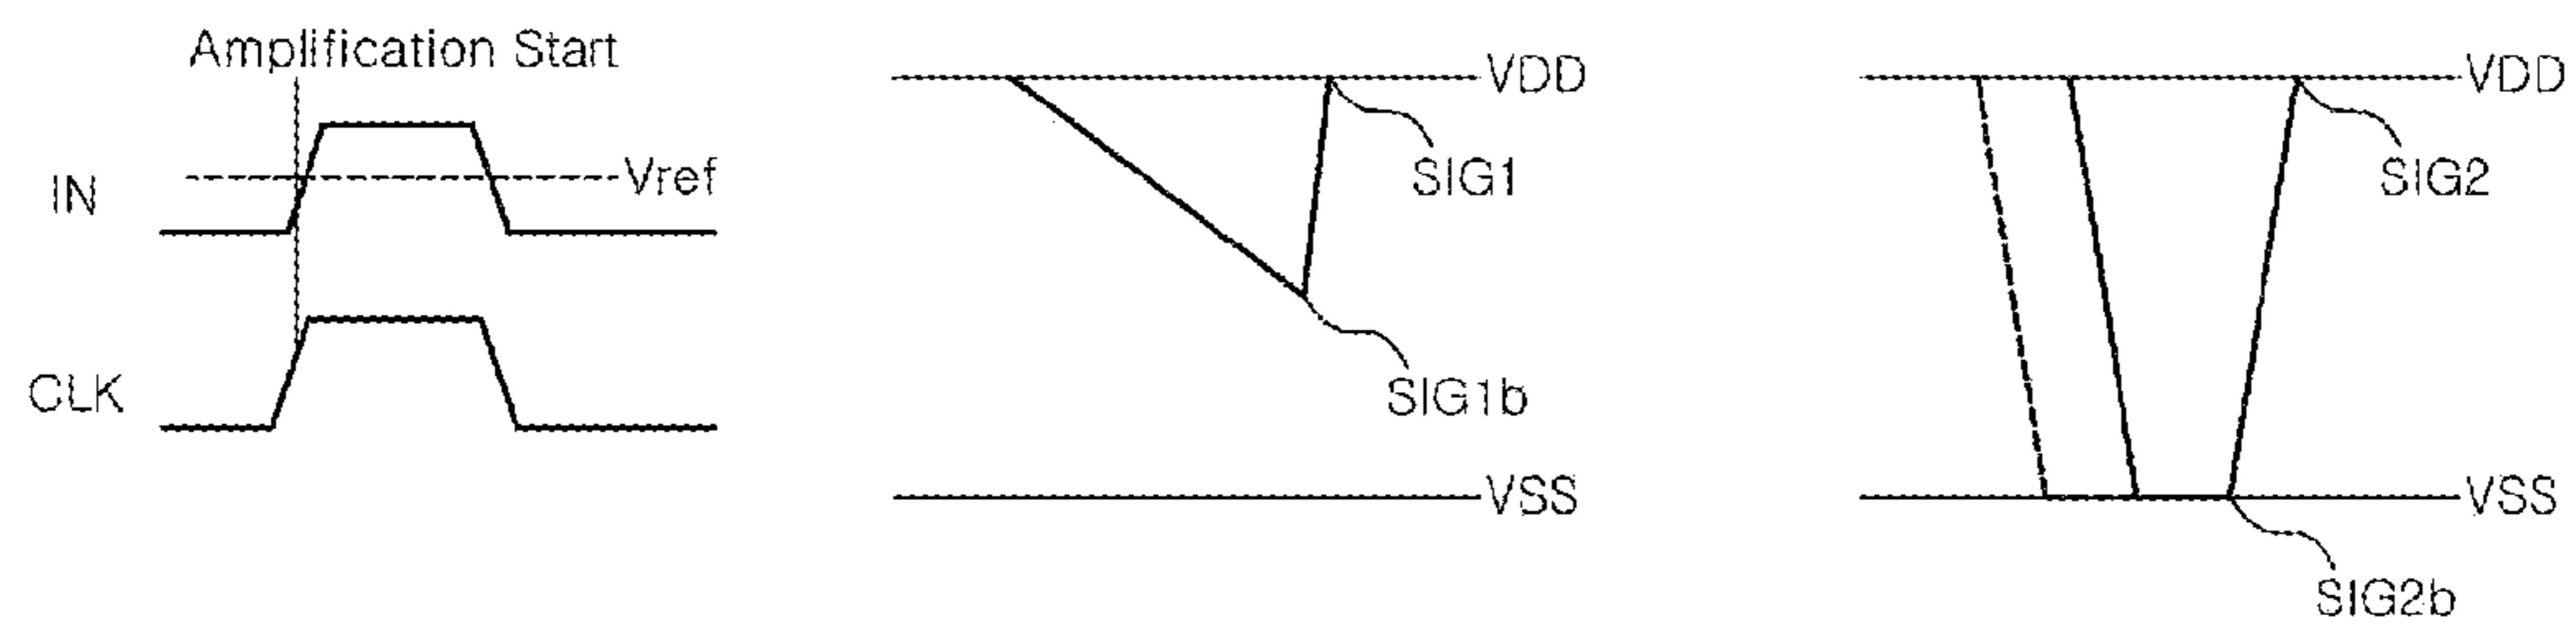 Amplification Start
IN
Vref
CLK
VDD
SIG1
SIG1b
VSS
VDD
SIG2
VSS
SIG2b